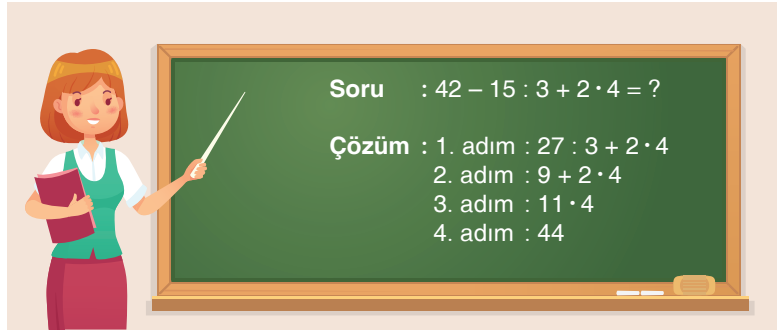 Soru : 42 – 15 : 3 + 2 · 4 = ?
Çözüm : 1. adım : 27 : 3 + 2 · 4
2. adım : 9 + 2 · 4
3. adım : 11 · 4
4. adım : 44